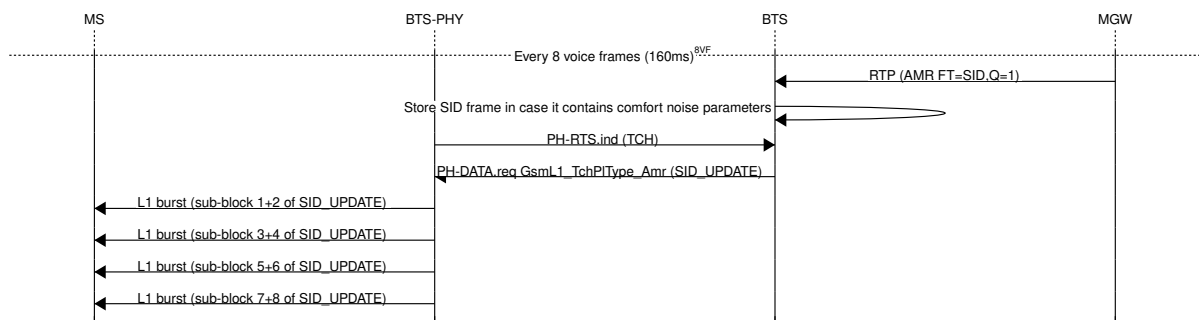 MS BTS-PHY BTS MGW
Every 8 voice frames (160ms)8VF
RTP (AMR FT=SID,Q=1)
Store SID frame in case it contains comfort noise parameters
PH-RTS.ind (TCH)
PH-DATA.req GsmL1_TchPlType_Amr (SID_UPDATE)
L1 burst (sub-block 1+2 of SID_UPDATE)
L1 burst (sub-block 3+4 of SID_UPDATE)
L1 burst (sub-block 5+6 of SID_UPDATE)
L1 burst (sub-block 7+8 of SID_UPDATE)